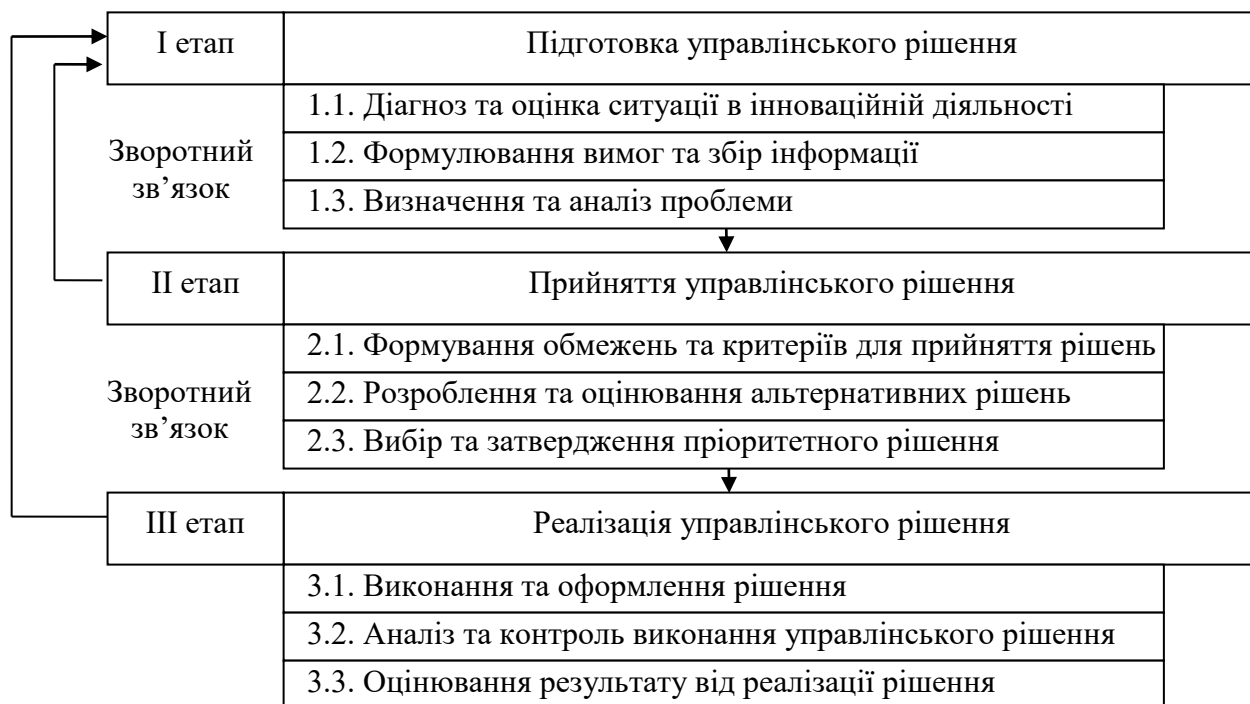 І етап
Підготовка управлінського рішення
1.1. Діагноз та оцінка ситуації в інноваційній діяльності
Зворотний
зв’язок
1.2. Формулювання вимог та збір інформації
1.3. Визначення та аналіз проблеми
ІІ етап
Прийняття управлінського рішення
2.1. Формування обмежень та критеріїв для прийняття рішень
Зворотний
зв’язок
2.2. Розроблення та оцінювання альтернативних рішень
2.3. Вибір та затвердження пріоритетного рішення
ІІІ етап
Реалізація управлінського рішення
3.1. Виконання та оформлення рішення
3.2. Аналіз та контроль виконання управлінського рішення
3.3. Оцінювання результату від реалізації рішення